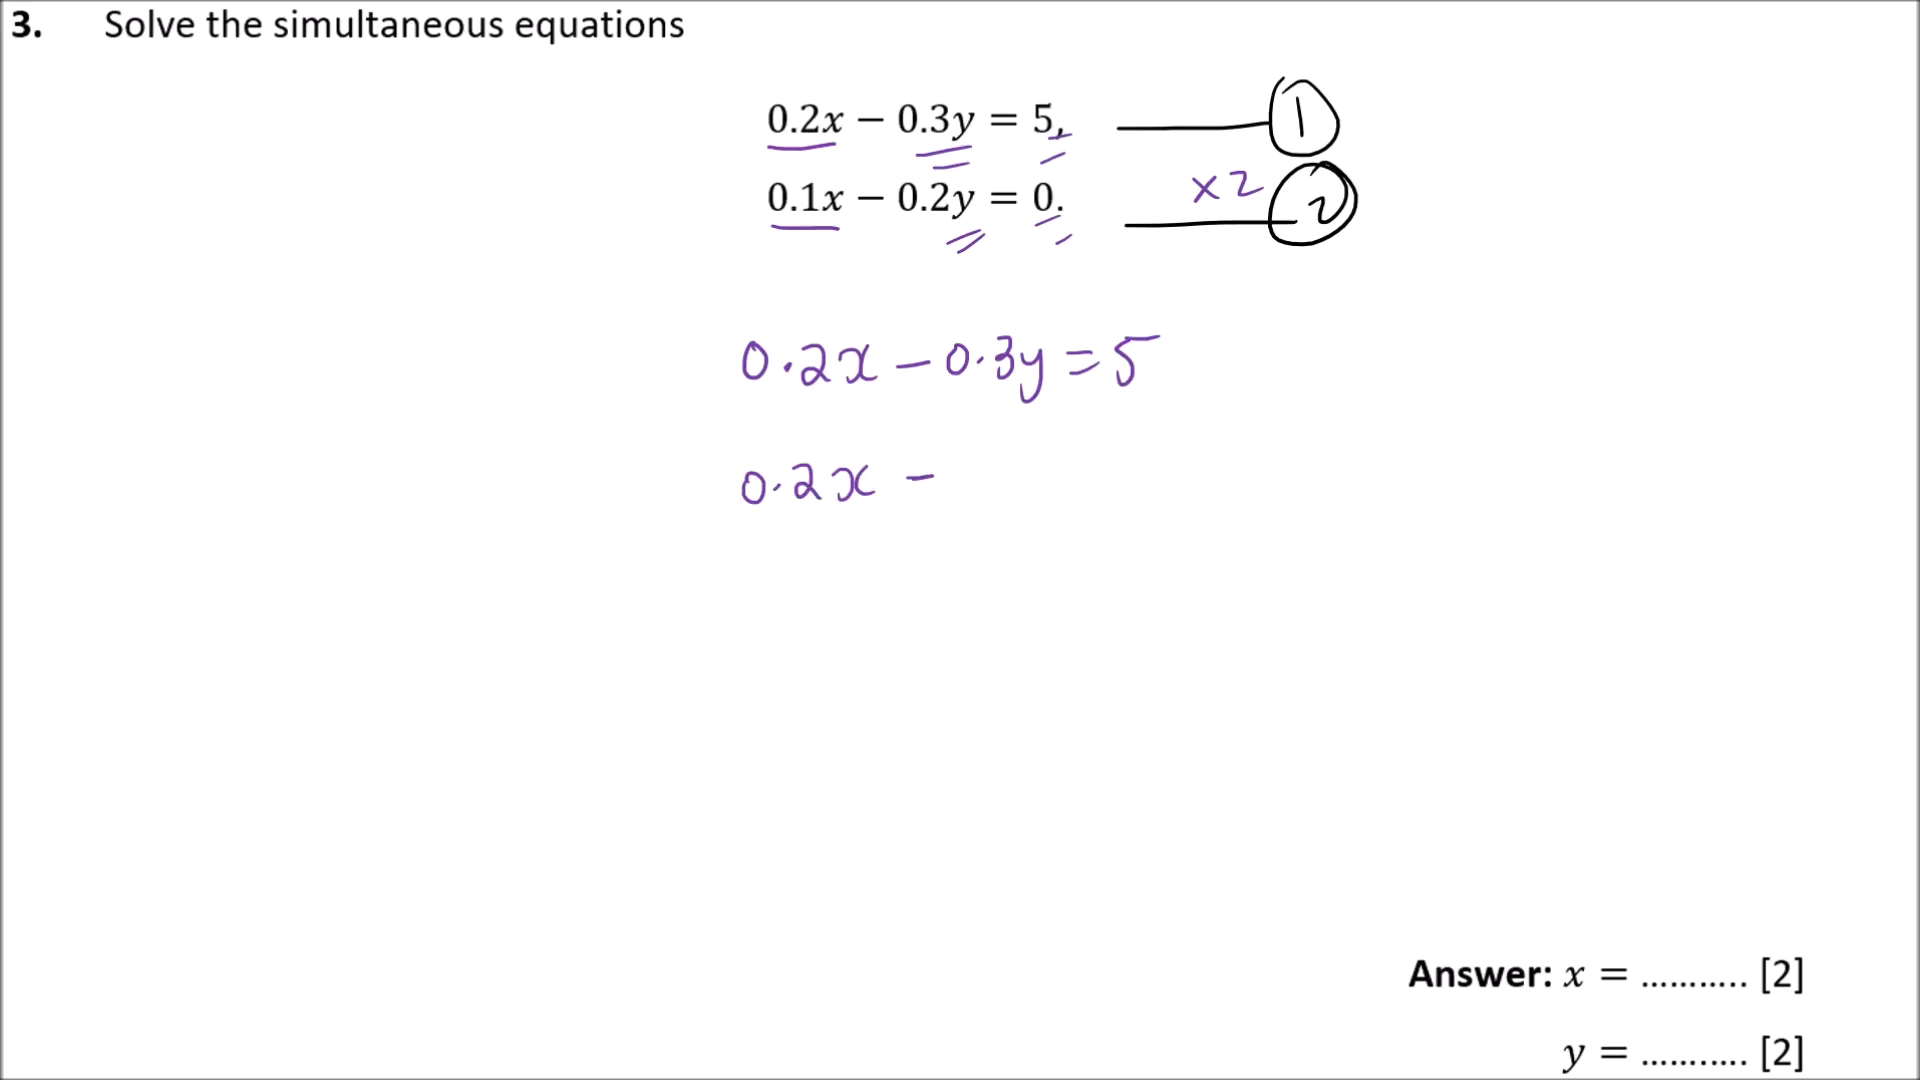 3. Solve the simultaneous equations
0.2x − 0.3y = 5, 1
0.1x − 0.2y = 0. ×2 2
0.2x − 0.3y = 5
0.2x −
Answer: x = ........... [2]
y = ........... [2]